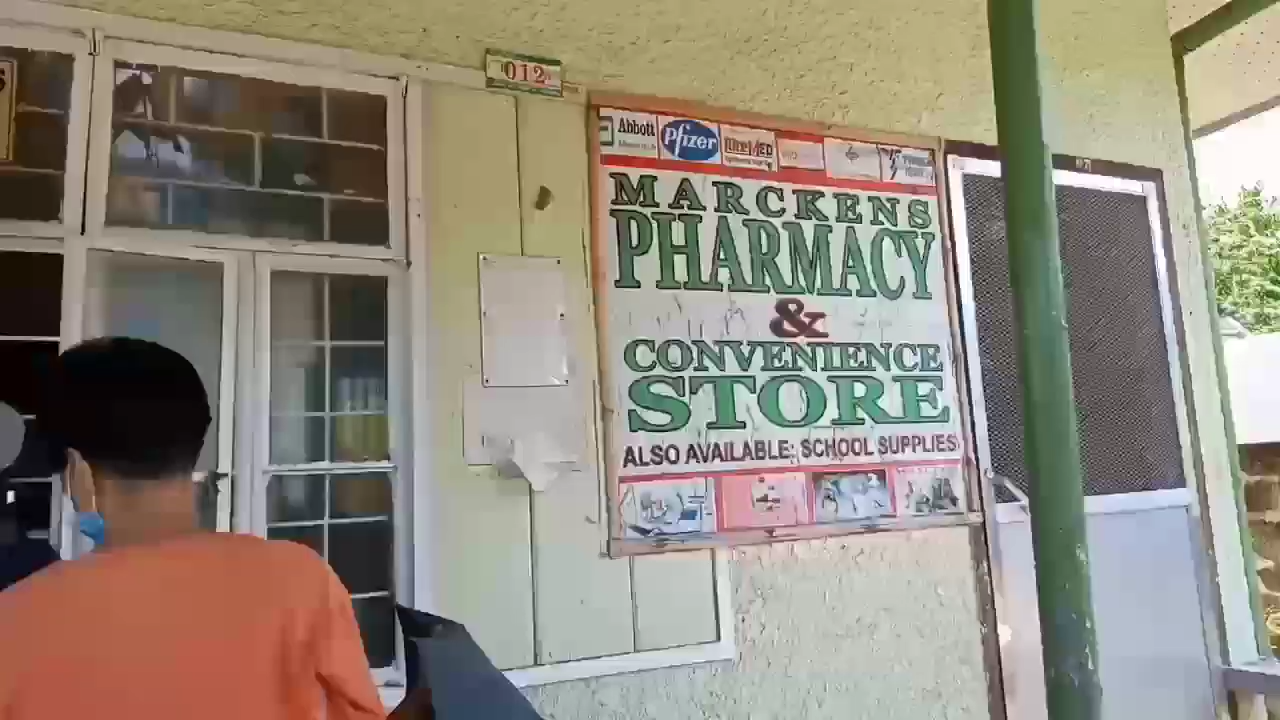 012
Abbott
Pfizer
MARCKENS
PHARMACY
&
CONVENIENCE
STORE
ALSO AVAILABLE: SCHOOL SUPPLIES